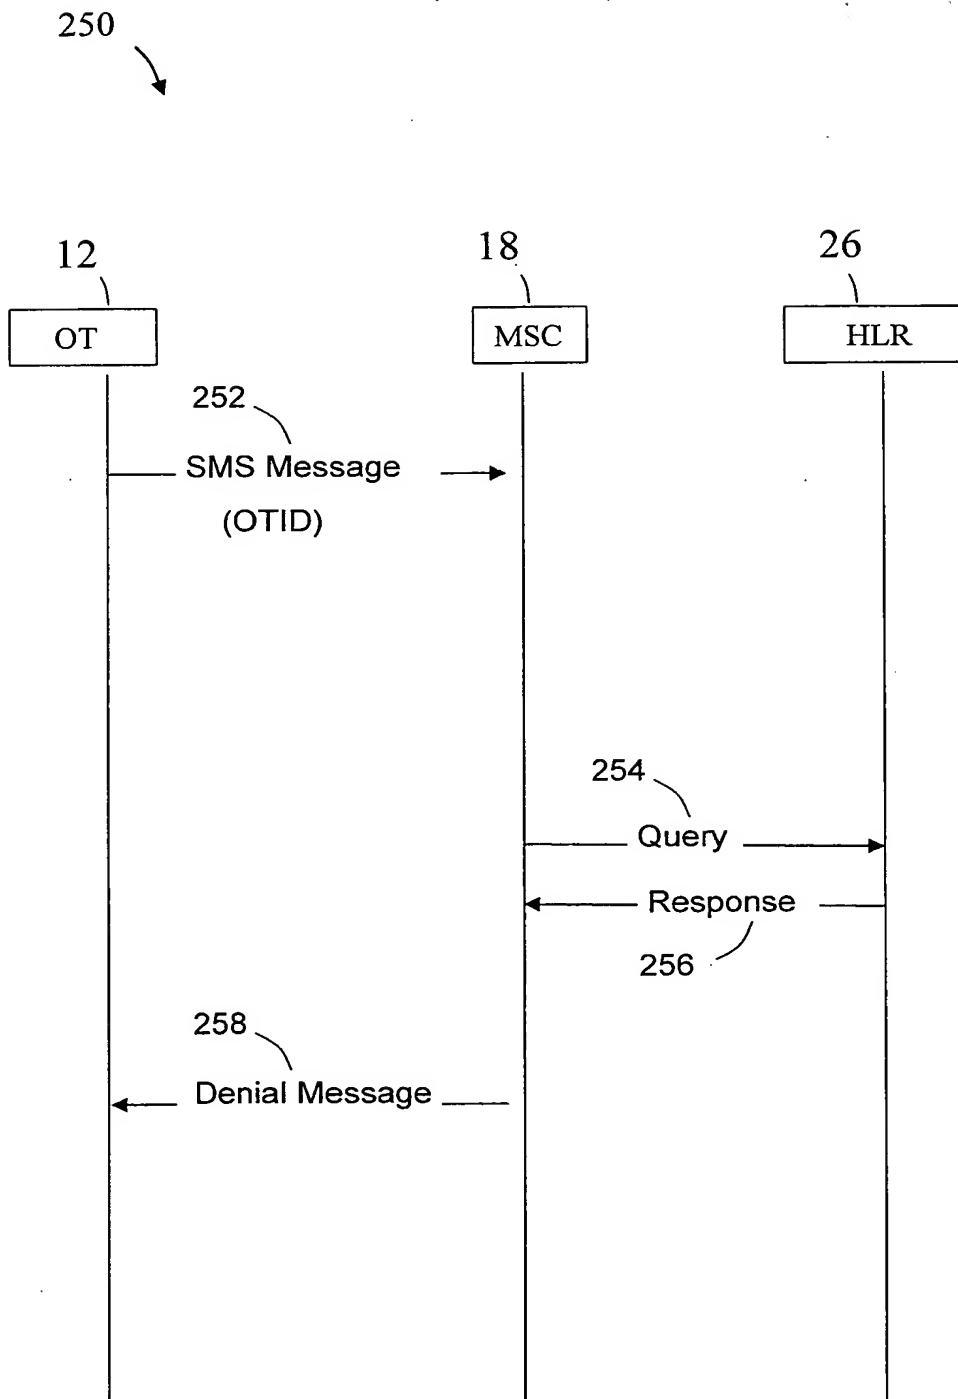 250
12
18
26
OT
MSC
HLR
252
SMS Message
(OTID)
254
Query
Response
256
258
Denial Message